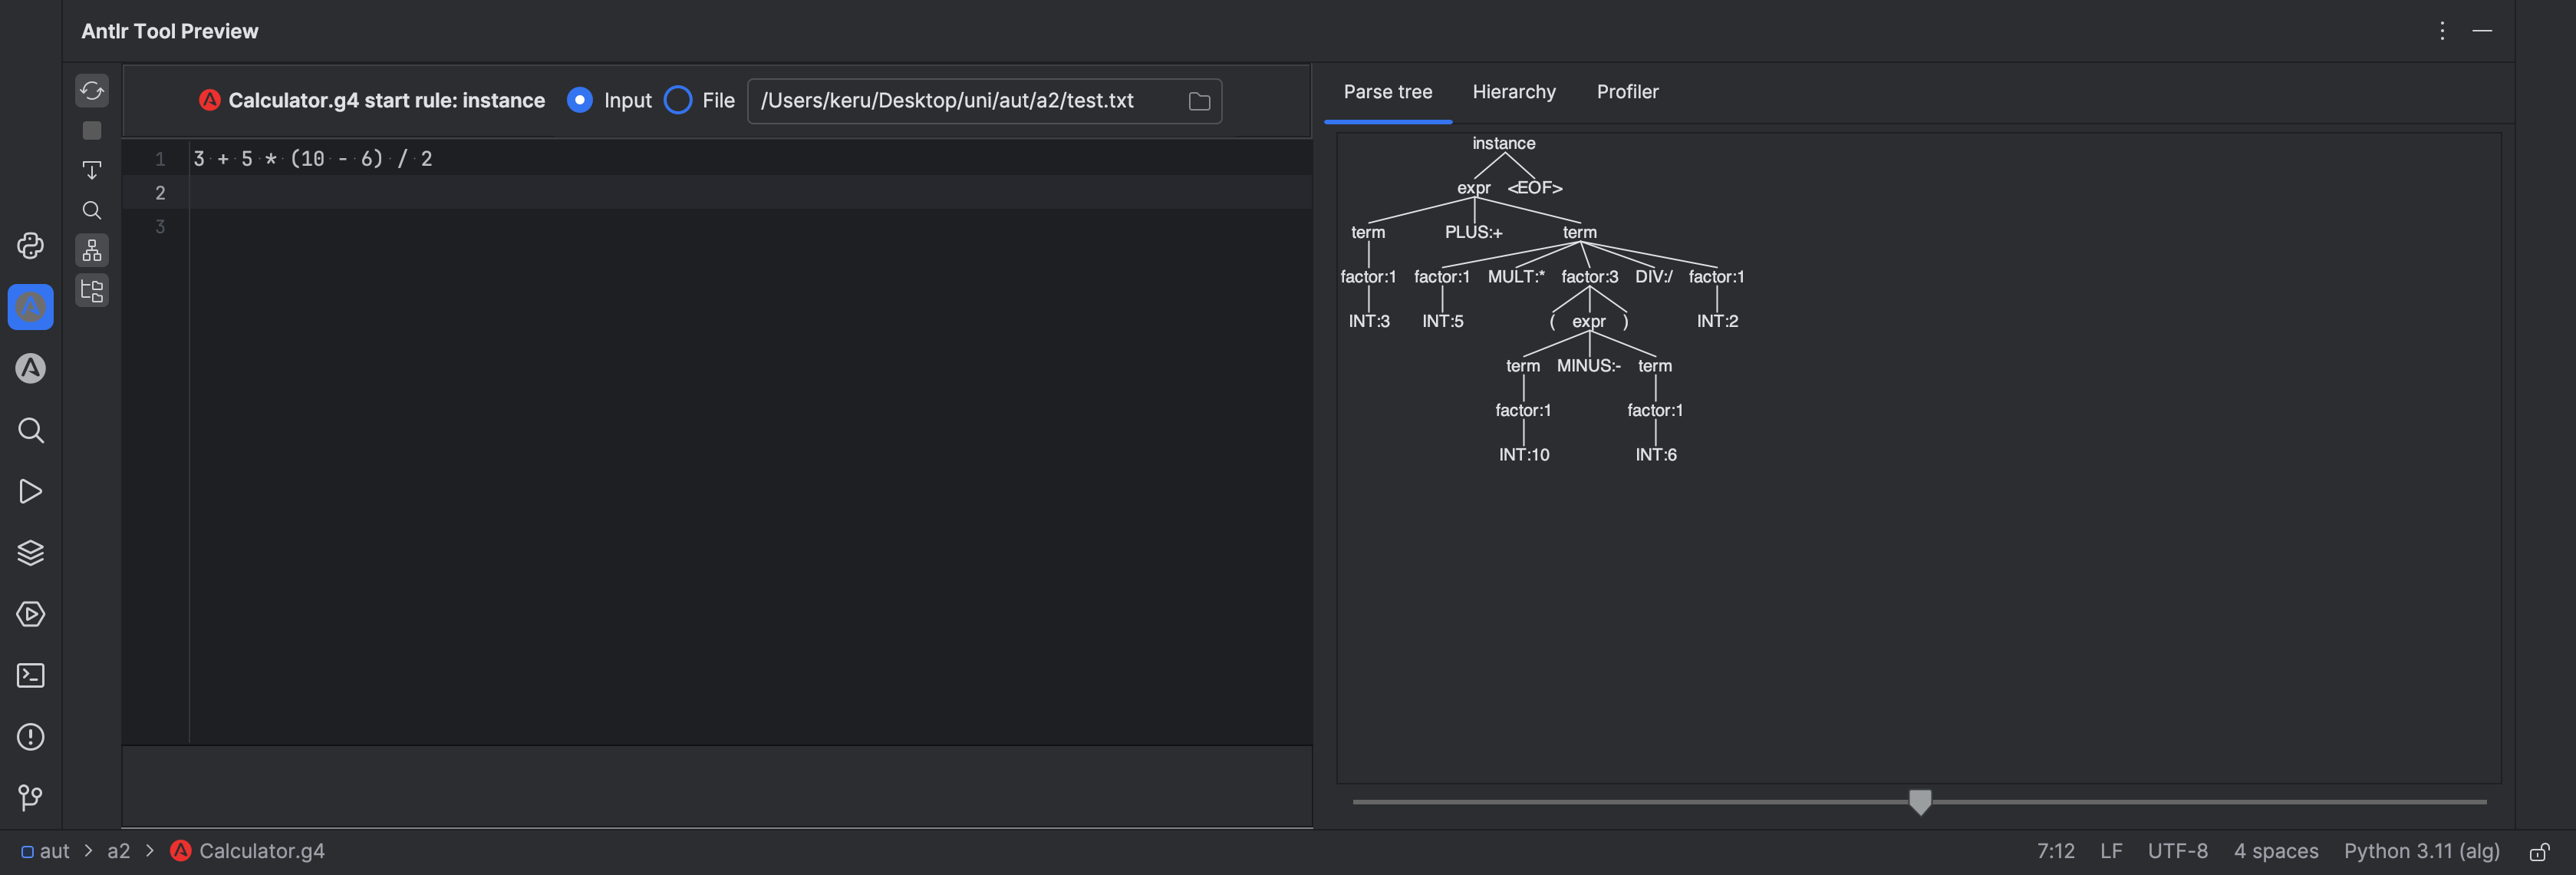 Antlr Tool Preview
Calculator.g4 start rule: instance Input File /Users/keru/Desktop/uni/aut/a2/test.txt
1 3 + 5 * (10 - 6) / 2
2
3
Parse tree Hierarchy Profiler
instance
expr <EOF>
term PLUS:+ term
factor:1 factor:1 MULT:* factor:3 DIV:/ factor:1
INT:3 INT:5 ( expr ) INT:2
term MINUS:- term
factor:1 factor:1
INT:10 INT:6
aut > a2 > Calculator.g4 7:12 LF UTF-8 4 spaces Python 3.11 (alg)